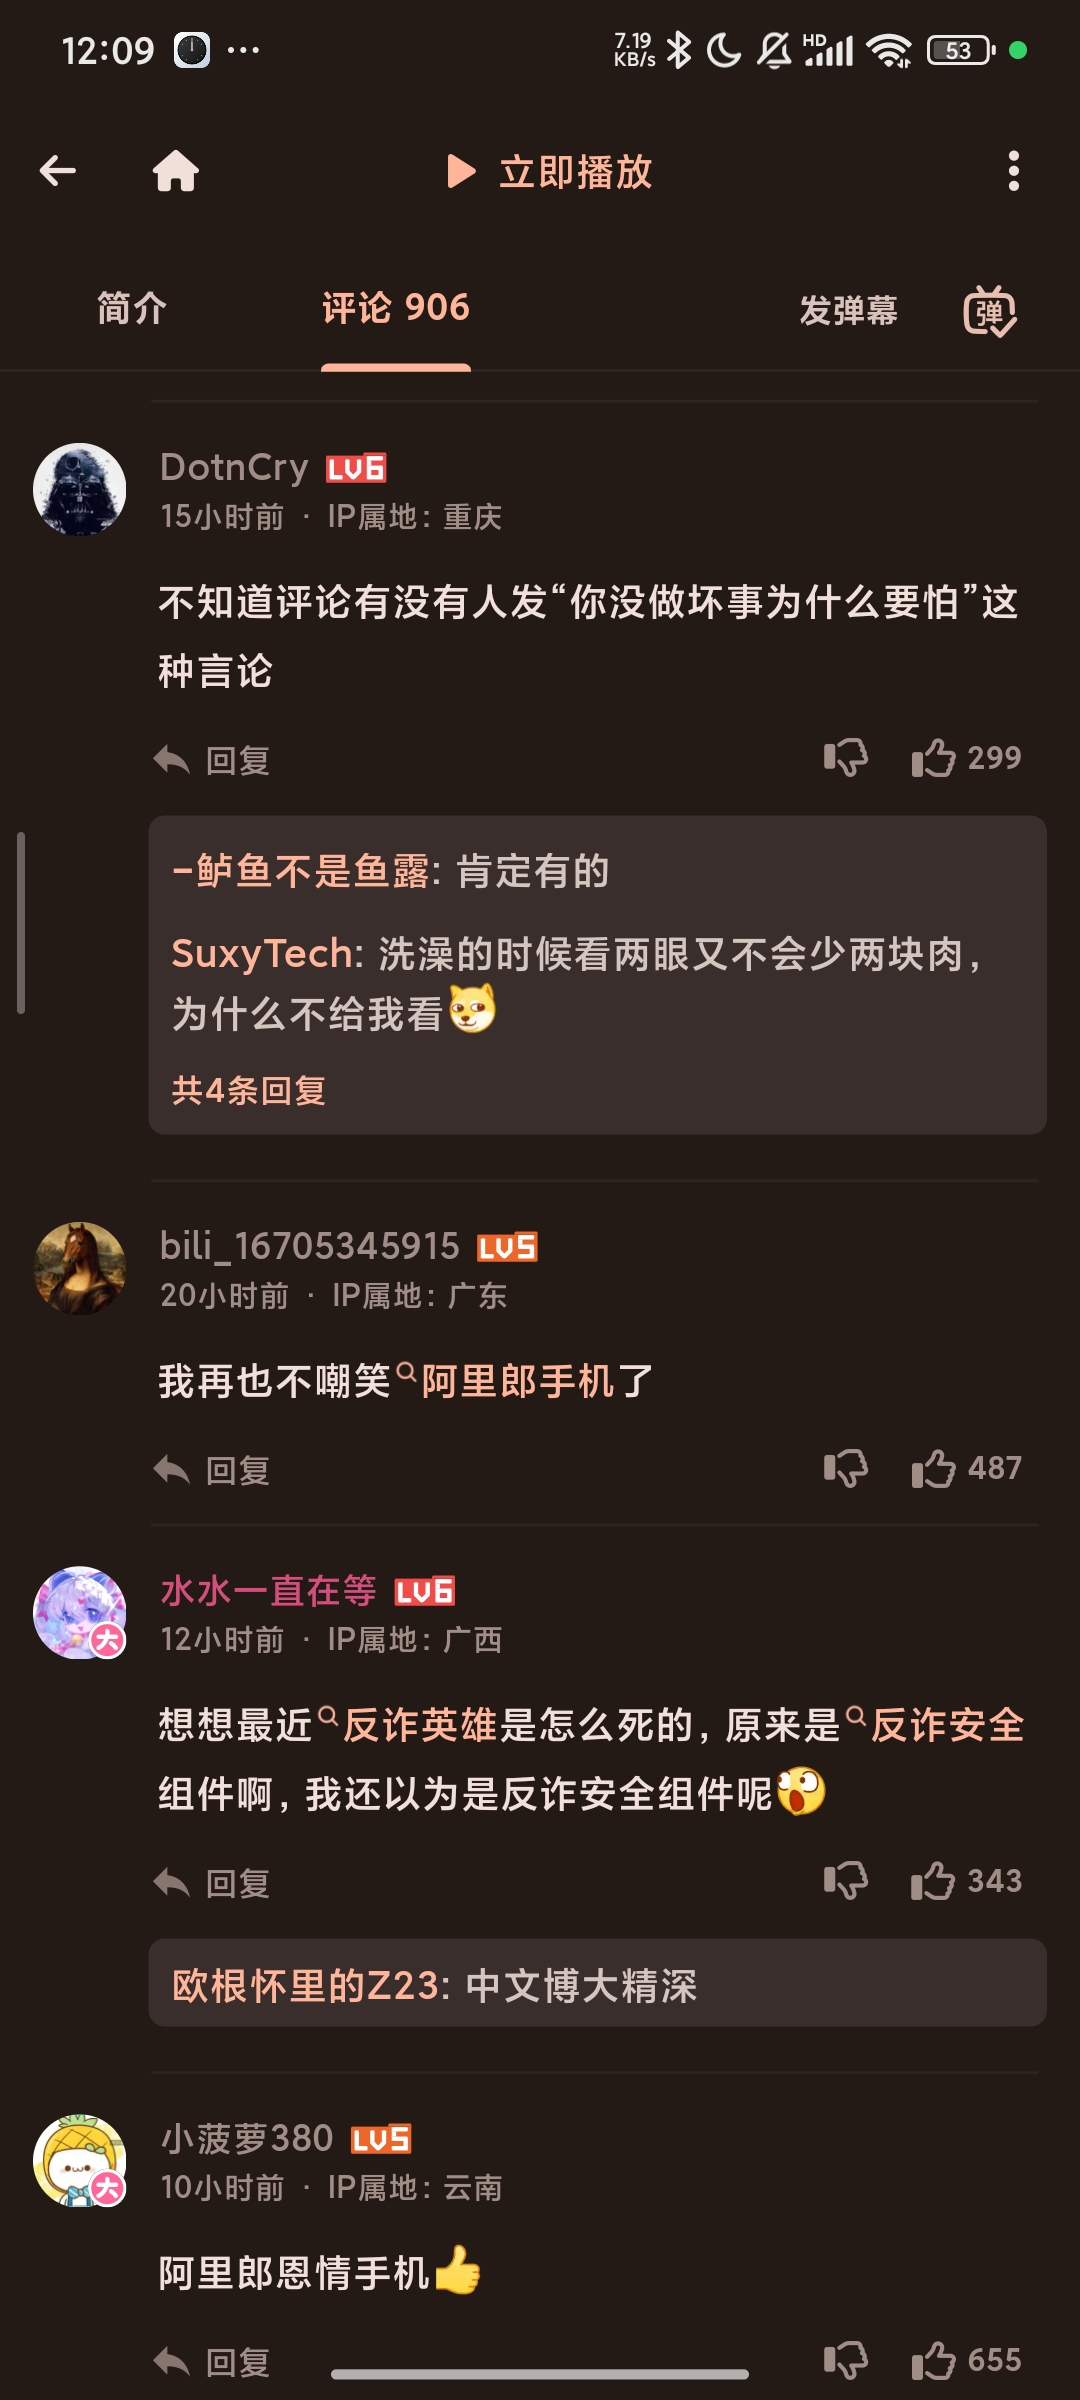 12:09 ··· 7.19 KB/s HD 53
立即播放
简介 评论 906 发弹幕 弹
DotnCry LV6
15小时前 · IP属地：重庆
不知道评论有没有人发“你没做坏事为什么要怕”这
种言论
回复 299
-鲈鱼不是鱼露: 肯定有的
SuxyTech: 洗澡的时候看两眼又不会少两块肉，
为什么不给我看
共4条回复
bili_16705345915 LV5
20小时前 · IP属地：广东
我再也不嘲笑阿里郎手机了
回复 487
水水一直在等 LV6
大
12小时前 · IP属地：广西
想想最近反诈英雄是怎么死的，原来是反诈安全
组件啊，我还以为是反诈安全组件呢
回复 343
欧根怀里的Z23: 中文博大精深
小菠萝380 LV5
大
10小时前 · IP属地：云南
阿里郎恩情手机
回复 655